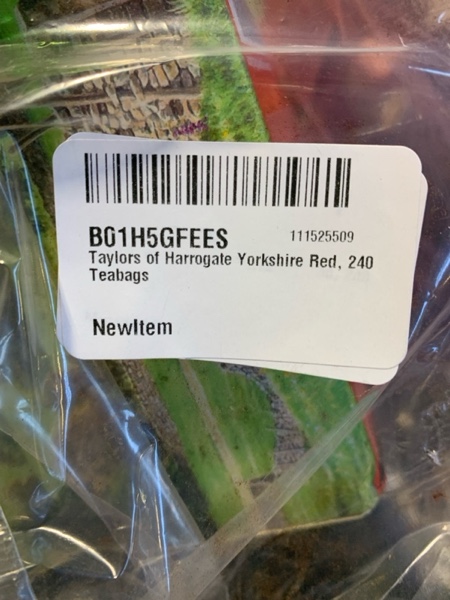 B01H5GFEES 111525509
Taylors of Harrogate Yorkshire Red, 240
Teabags
NewItem